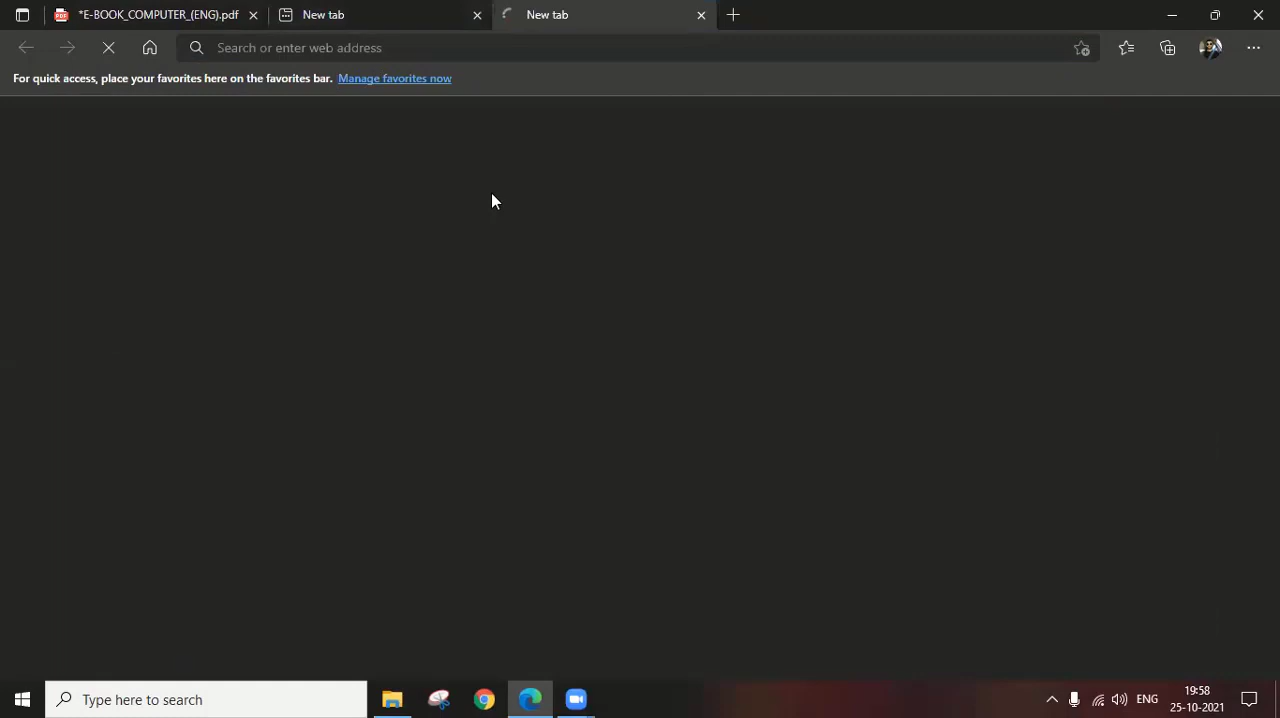 *E-BOOK_COMPUTER_(ENG).pdf
New tab
New tab
Search or enter web address
For quick access, place your favorites here on the favorites bar. Manage favorites now
Type here to search
ENG
19:58
25-10-2021